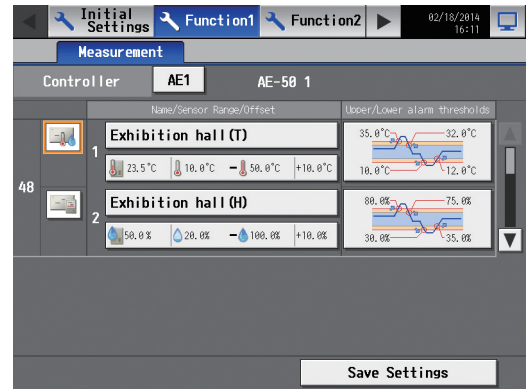 Initial
Settings
Function1
Function2
02/18/2014
16:11
Measurement
Controller
AE1
AE-50 1
Name/Sensor Range/Offset
Upper/Lower alarm thresholds
48
1
Exhibition hall(T)
23.5°C 10.0°C - 50.0°C +10.0°C
35.0°C 32.0°C
10.0°C 12.0°C
2
Exhibition hall(H)
50.0% 20.0% - 100.0% +10.0%
80.0% 75.0%
30.0% 35.0%
Save Settings